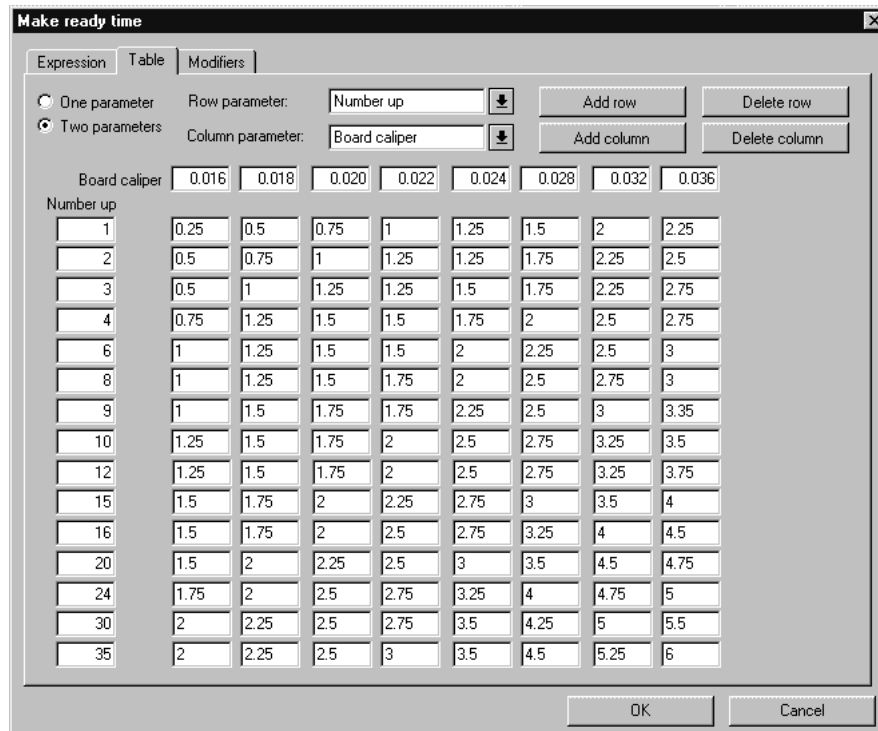 Make ready time
Expression Table Modifiers
One parameter Row parameter: Number up Add row Delete row
Two parameters Column parameter: Board caliper Add column Delete column
Board caliper 0.016 0.018 0.020 0.022 0.024 0.028 0.032 0.036
Number up
1 0.25 0.5 0.75 1 1.25 1.5 2 2.25
2 0.5 0.75 1 1.25 1.25 1.75 2.25 2.5
3 0.5 1 1.25 1.25 1.5 1.75 2.25 2.75
4 0.75 1.25 1.5 1.5 1.75 2 2.5 2.75
6 1 1.25 1.5 1.5 2 2.25 2.5 3
8 1 1.25 1.5 1.75 2 2.5 2.75 3
9 1 1.5 1.75 1.75 2.25 2.5 3 3.35
10 1.25 1.5 1.75 2 2.5 2.75 3.25 3.5
12 1.25 1.5 1.75 2 2.5 2.75 3.25 3.75
15 1.5 1.75 2 2.25 2.75 3 3.5 4
16 1.5 1.75 2 2.5 2.75 3.25 4 4.5
20 1.5 2 2.25 2.5 3 3.5 4.5 4.75
24 1.75 2 2.5 2.75 3.25 4 4.75 5
30 2 2.25 2.5 2.75 3.5 4.25 5 5.5
35 2 2.25 2.5 3 3.5 4.5 5.25 6
OK Cancel